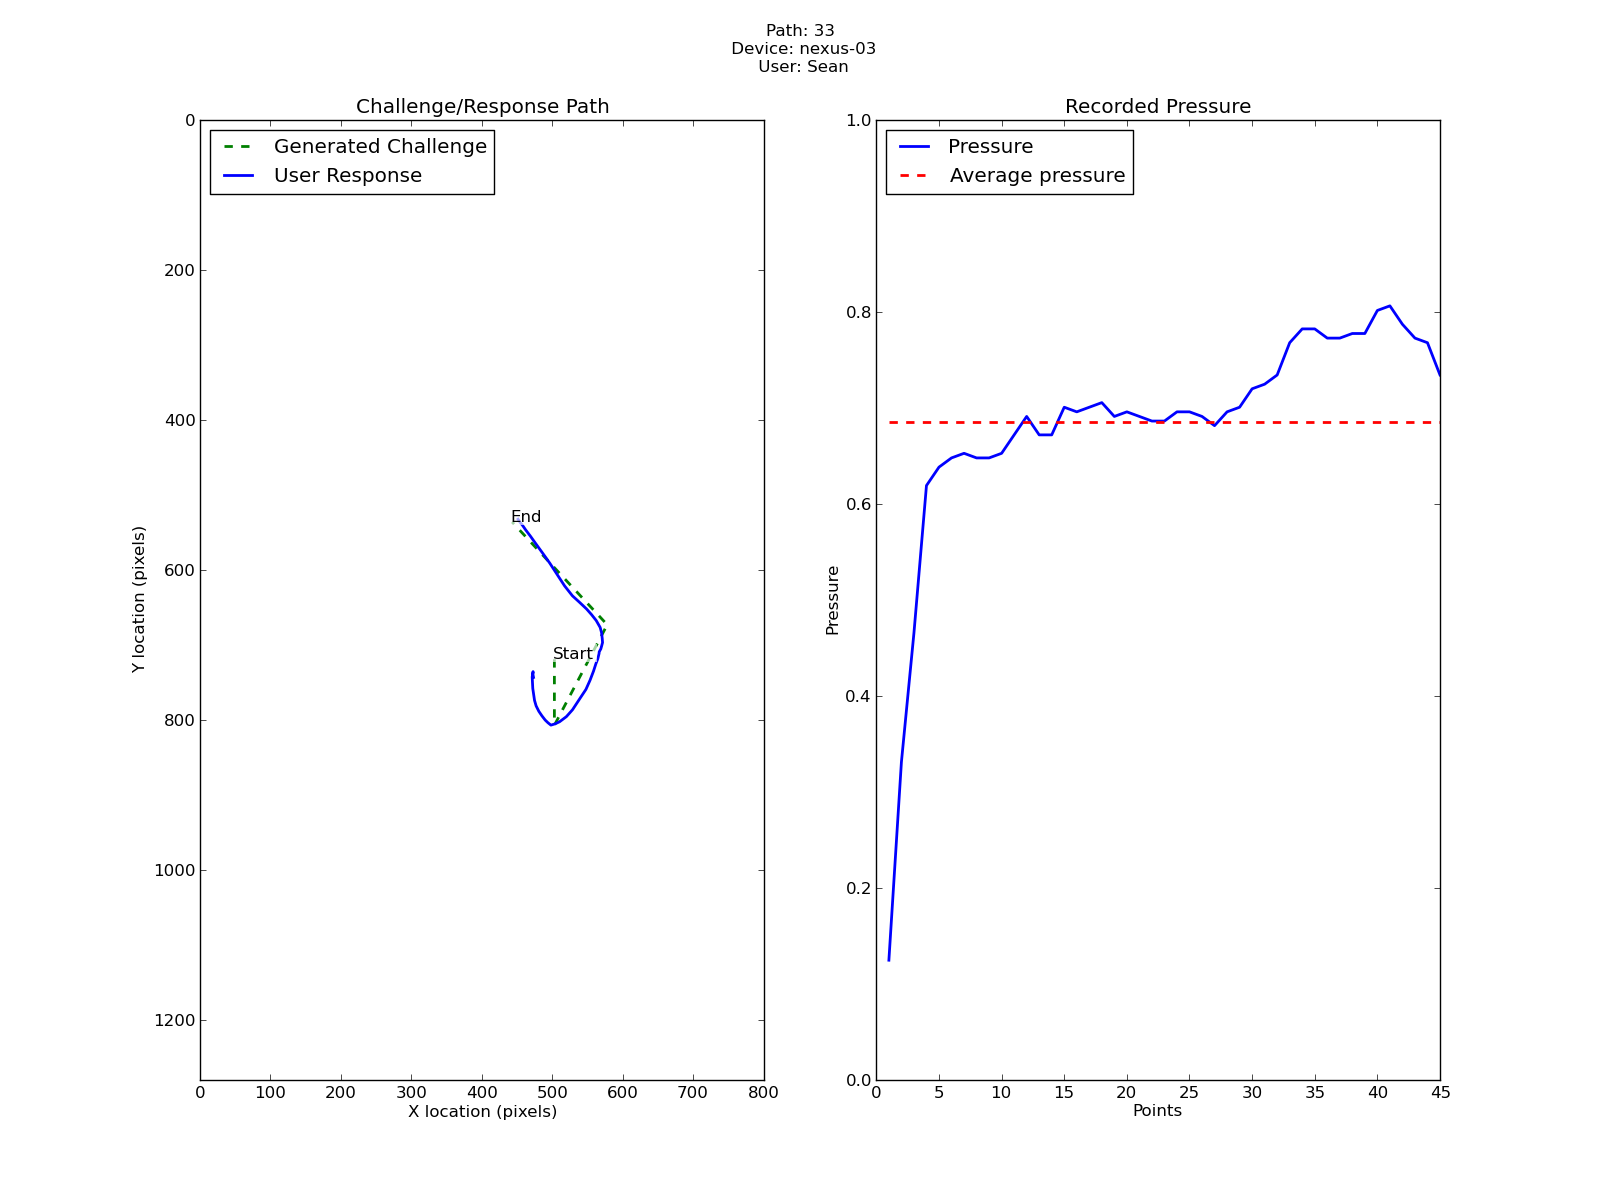 Path: 33
Device: nexus-03
User: Sean
Challenge/Response Path
Generated Challenge
User Response
0
200
400
600
800
1000
1200
Y location (pixels)
End
Start
0 100 200 300 400 500 600 700 800
X location (pixels)
Recorded Pressure
Pressure
Average pressure
1.0
0.8
0.6
0.4
0.2
0.0
Pressure
0 5 10 15 20 25 30 35 40 45
Points